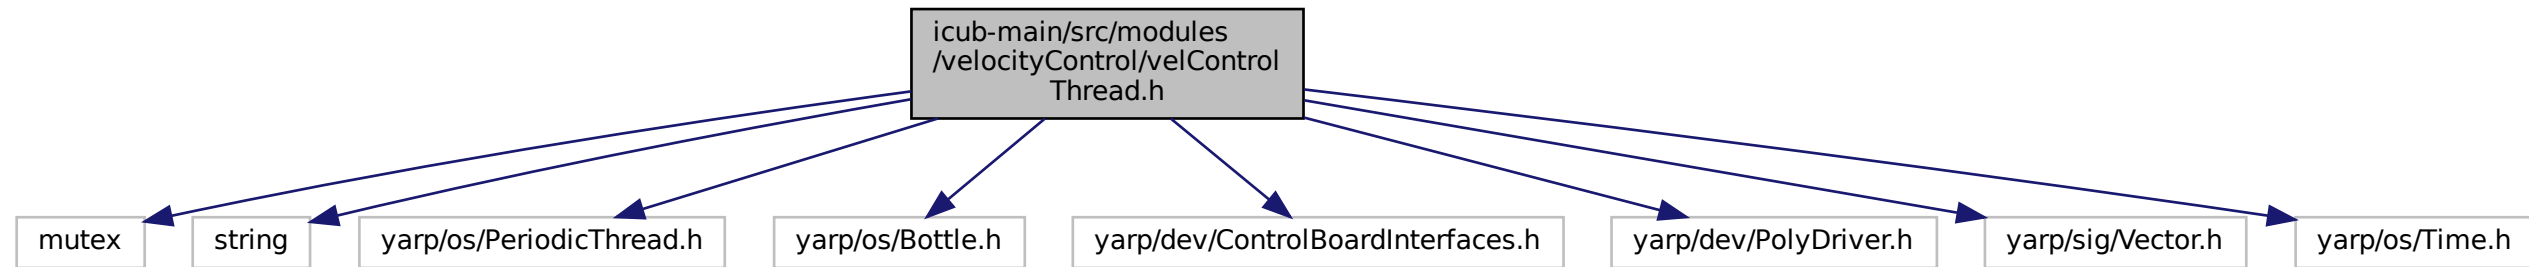 icub-main/src/modules
/velocityControl/velControl
Thread.h
mutex
string
yarp/os/PeriodicThread.h
yarp/os/Bottle.h
yarp/dev/ControlBoardInterfaces.h
yarp/dev/PolyDriver.h
yarp/sig/Vector.h
yarp/os/Time.h